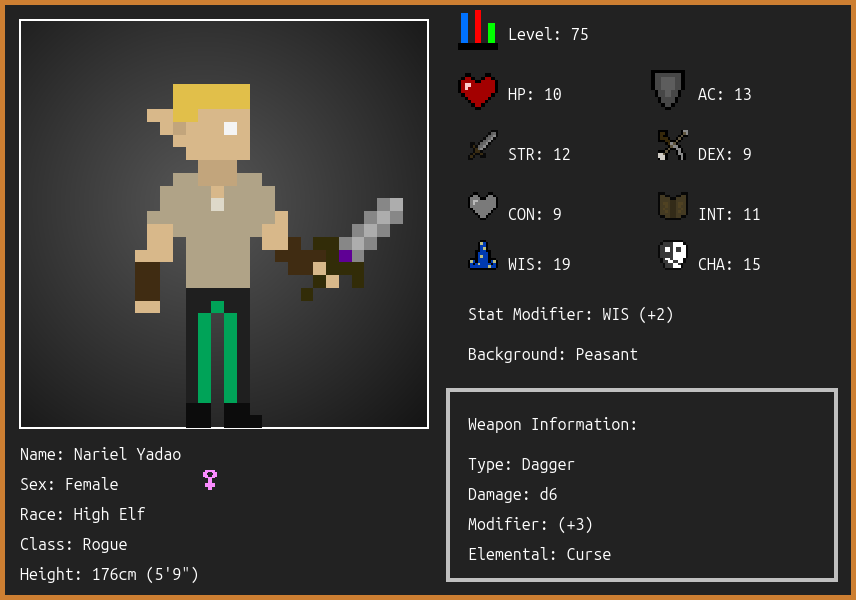 Level: 75
HP: 10
AC: 13
STR: 12
DEX: 9
CON: 9
INT: 11
WIS: 19
CHA: 15
Stat Modifier: WIS (+2)
Background: Peasant
Weapon Information:
Type: Dagger
Damage: d6
Modifier: (+3)
Elemental: Curse
Name: Nariel Yadao
Sex: Female
Race: High Elf
Class: Rogue
Height: 176cm (5'9")